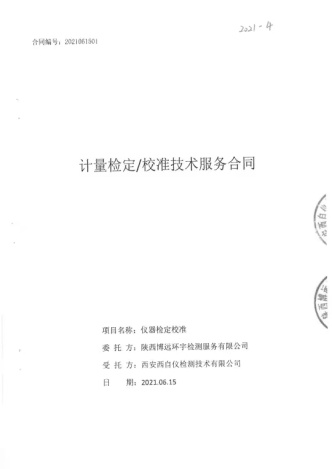 2021-4
合同编号：2021061501
计量检定/校准技术服务合同
项目名称：仪器检定校准
委 托 方：陕西博远环宇检测服务有限公司
受 托 方：西安西自仪检测技术有限公司
日 期：2021.06.15